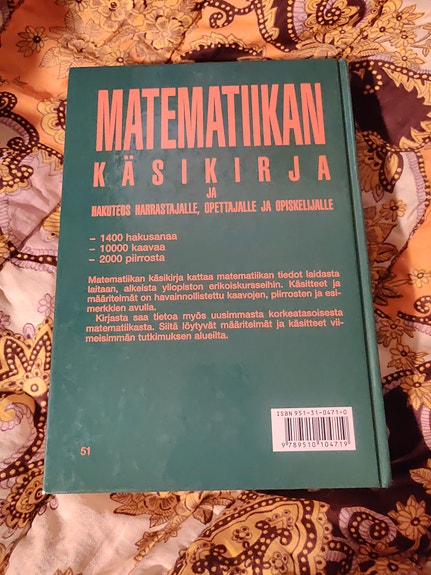 MATEMATIIKAN
KÄSIKIRJA
JA
HAKUTEOS HARRASTAJALLE, OPETTAJALLE JA OPISKELIJALLE
– 1400 hakusanaa
– 10000 kaavaa
– 2000 piirrosta
Matematiikan käsikirja kattaa matematiikan tiedot laidasta
laitaan, alkeista yliopiston erikoiskursseihin. Käsitteet ja
määritelmät on havainnollistettu kaavojen, piirrosten ja esi-
merkkien avulla.
Kirjasta saa tietoa myös uusimmasta korkeatasoisesta
matematiikasta. Siitä löytyvät määritelmät ja käsitteet vii-
meisimmän tutkimuksen alueilta.
ISBN 951-31-0471-0
9 789510 104719
51